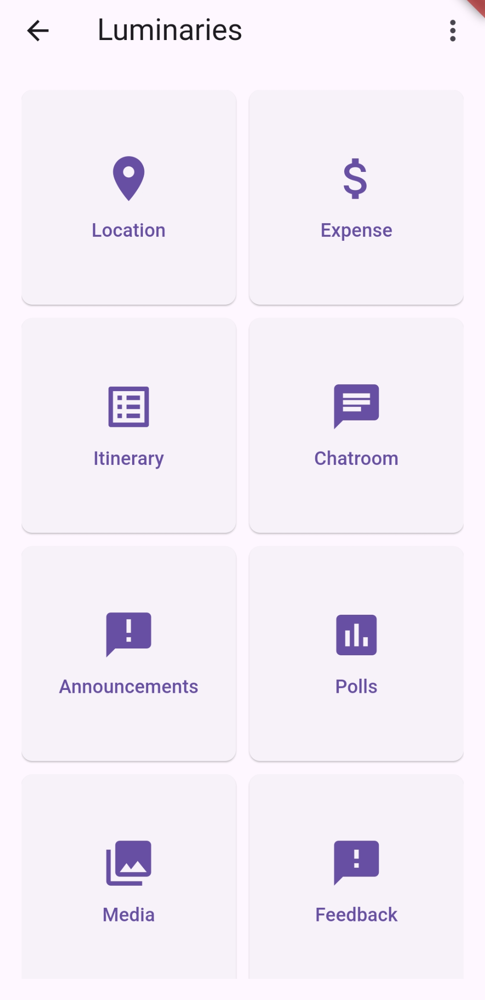 Luminaries
Location
Expense
Itinerary
Chatroom
Announcements
Polls
Media
Feedback